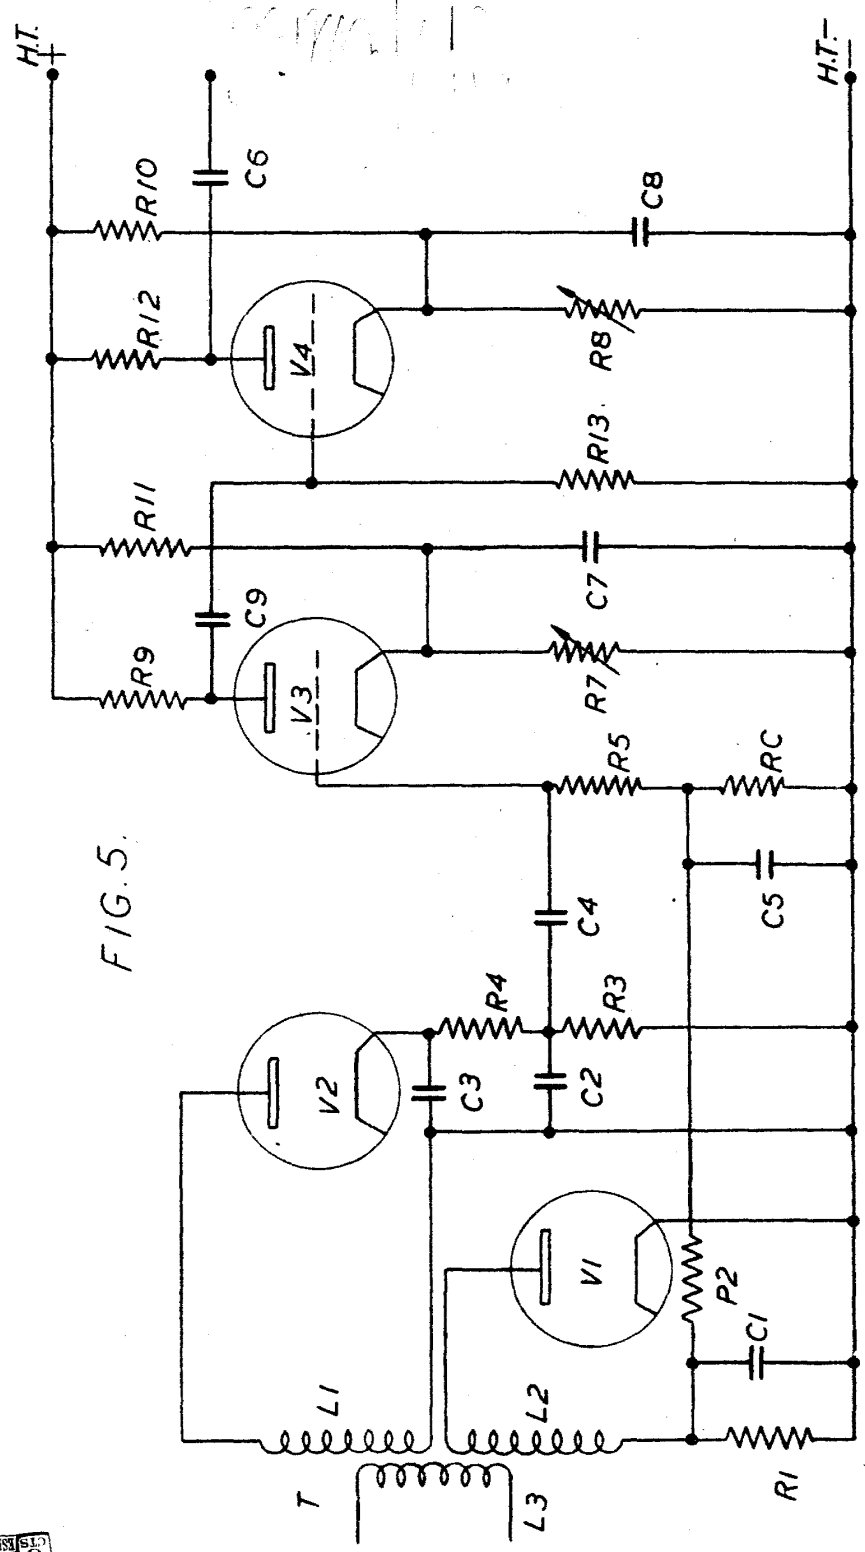 FIG. 5.
H.T.
+
H.T.-
R10
C6
R12
C8
V4
R8
R11
R13
C9
R9
C7
V3
R7
R5
RC
C4
C5
R4
R3
V2
C3
C2
V1
P2
C1
L1
L2
T
L3
R1